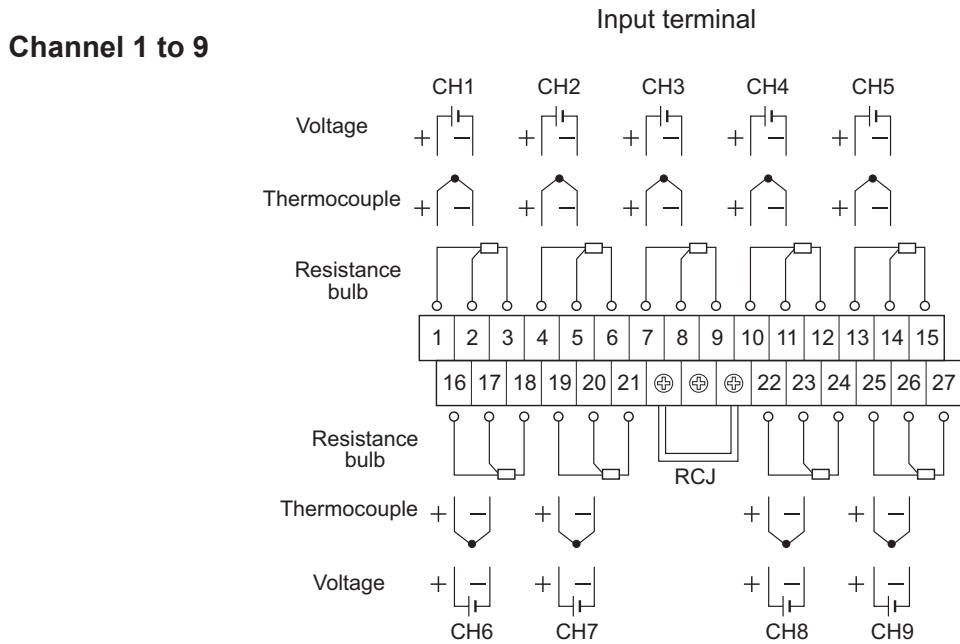 Input terminal
Channel 1 to 9
CH1 CH2 CH3 CH4 CH5
Voltage + − + − + − + − + −
Thermocouple + − + − + − + − + −
Resistance
bulb
1 2 3 4 5 6 7 8 9 10 11 12 13 14 15
16 17 18 19 20 21 22 23 24 25 26 27
Resistance
bulb
RCJ
Thermocouple + − + − + − + −
Voltage + − + − + − + −
CH6 CH7 CH8 CH9